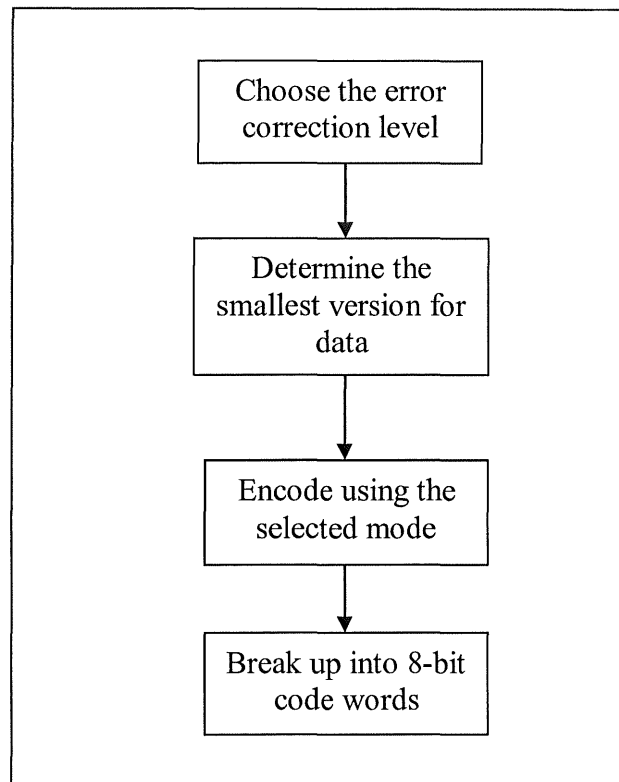 Choose the error
correction level
Determine the
smallest version for
data
Encode using the
selected mode
Break up into 8-bit
code words